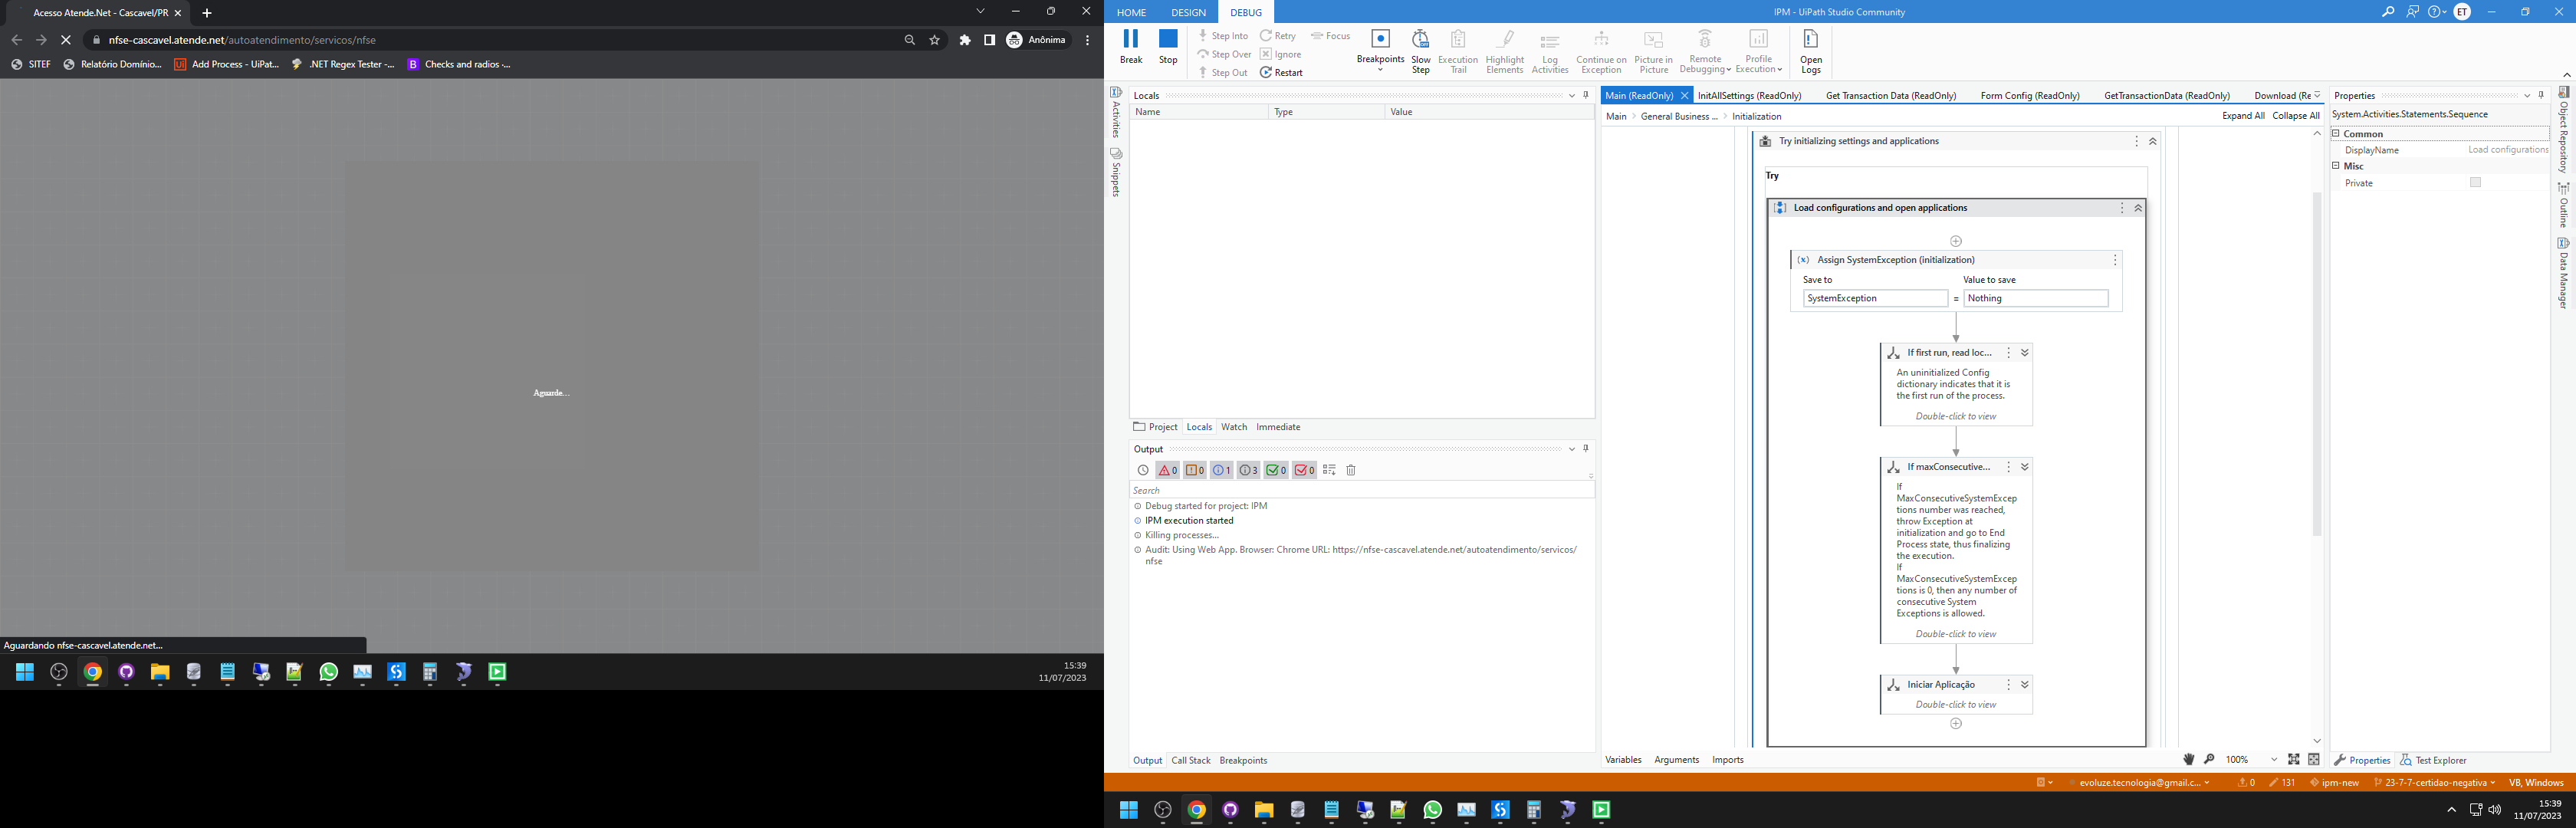 Acesso Atende.Net - Cascavel/PR
nfse-cascavel.atende.net/autoatendimento/servicos/nfse
Anônima
SITEF
Relatório Domínio...
Add Process - UiPat...
.NET Regex Tester -...
Checks and radios ·...
Aguarde...
Aguardando nfse-cascavel.atende.net...
15:39
11/07/2023
HOME
DESIGN
DEBUG
IPM - UiPath Studio Community
ET
Break
Stop
Step Into
Step Over
Step Out
Retry
Ignore
Restart
Focus
Breakpoints
Slow Step
Execution Trail
Highlight Elements
Log Activities
Continue on Exception
Picture in Picture
Remote Debugging
Profile Execution
Open Logs
Activities
Snippets
Locals
Name
Type
Value
Project
Locals
Watch
Immediate
Output
0
0
1
3
0
0
Search
Debug started for project: IPM
IPM execution started
Killing processes...
Audit: Using Web App. Browser: Chrome URL: https://nfse-cascavel.atende.net/autoatendimento/servicos/
nfse
Output
Call Stack
Breakpoints
Main (ReadOnly)
InitAllSettings (ReadOnly)
Get Transaction Data (ReadOnly)
Form Config (ReadOnly)
GetTransactionData (ReadOnly)
Download (Re
Main > General Business ... > Initialization
Expand All
Collapse All
Try initializing settings and applications
Try
Load configurations and open applications
Assign SystemException (initialization)
Save to
Value to save
SystemException
=
Nothing
If first run, read loc...
An uninitialized Config
dictionary indicates that it is
the first run of the process.
Double-click to view
If maxConsecutive...
If
MaxConsecutiveSystemExcep
tions number was reached,
throw Exception at
initialization and go to End
Process state, thus finalizing
the execution.
If
MaxConsecutiveSystemExcep
tions is 0, then any number of
consecutive System
Exceptions is allowed.
Double-click to view
Iniciar Aplicação
Double-click to view
Variables
Arguments
Imports
100%
Properties
System.Activities.Statements.Sequence
Common
DisplayName
Load configurations
Misc
Private
Properties
Test Explorer
Object Repository
Outline
Data Manager
evoluze.tecnologia@gmail.c...
0
131
ipm-new
23-7-7-certidao-negativa
VB, Windows
15:39
11/07/2023